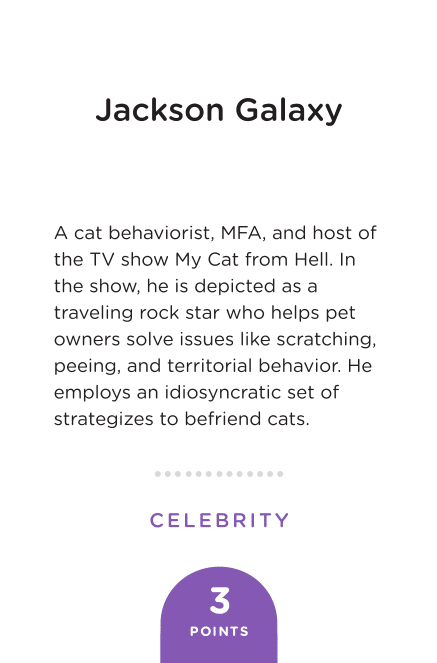 Jackson Galaxy
A cat behaviorist, MFA, and host of
the TV show My Cat from Hell. In
the show, he is depicted as a
traveling rock star who helps pet
owners solve issues like scratching,
peeing, and territorial behavior. He
employs an idiosyncratic set of
strategizes to befriend cats.
CELEBRITY
3
POINTS